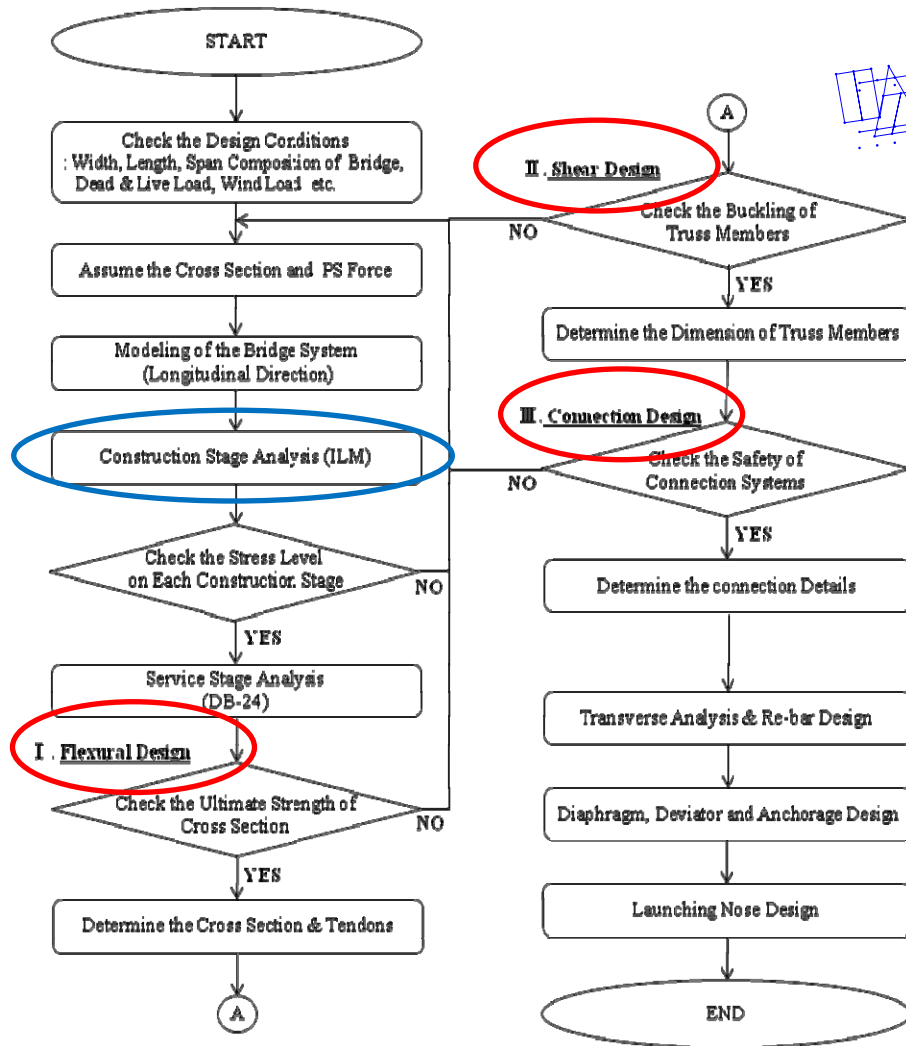 START
Check the Design Conditions
: Width, Length, Span Composition of Bridge,
Dead & Live Load, Wind Load etc.
Assume the Cross Section and PS Force
Modeling of the Bridge System
(Longitudinal Direction)
Construction Stage Analysis (ILM)
Check the Stress Level
on Each Construction Stage
NO
YES
Service Stage Analysis
(DB-24)
Ⅰ. Flexural Design
Check the Ultimate Strength of
Cross Section
NO
YES
Determine the Cross Section & Tendons
A
A
Ⅱ. Shear Design
Check the Buckling of
Truss Members
NO
YES
Determine the Dimension of Truss Members
Ⅲ. Connection Design
Check the Safety of
Connection Systems
NO
YES
Determine the connection Details
Transverse Analysis & Re-bar Design
Diaphragm, Deviator and Anchorage Design
Launching Nose Design
END